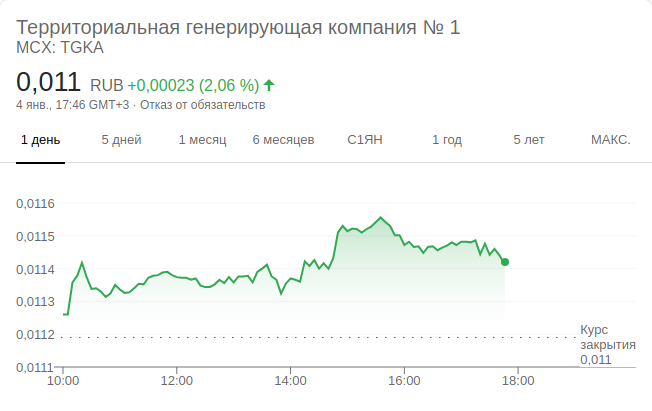 Территориальная генерирующая компания № 1
MCX: TGKA
0,011 RUB +0,00023 (2,06 %)
4 янв., 17:46 GMT+3 · Отказ от обязательств
1 день 5 дней 1 месяц 6 месяцев С1ЯН 1 год 5 лет МАКС.
0,0116
0,0115
0,0114
0,0113
0,0112
0,0111
Курс
закрытия
0,011
10:00 12:00 14:00 16:00 18:00